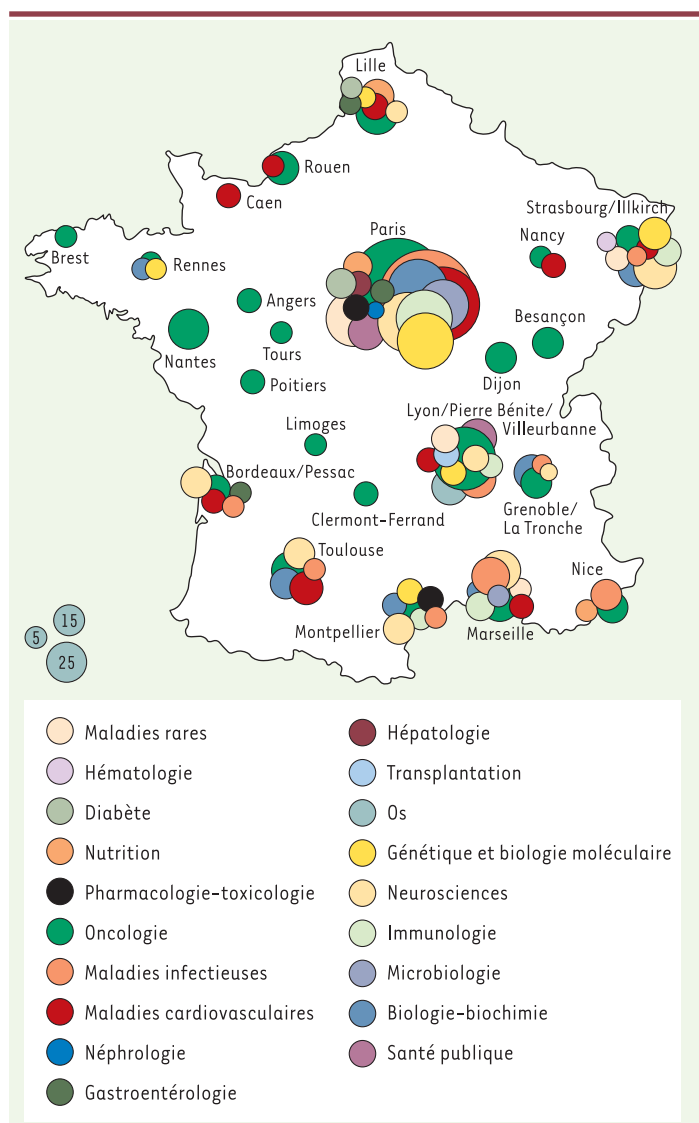 Lille
Rouen
Caen
Strasbourg/Illkirch
Paris
Nancy
Brest
Rennes
Angers
Besançon
Nantes
Tours
Dijon
Poitiers
Lyon/Pierre Bénite/
Villeurbanne
Limoges
Bordeaux/Pessac
Clermont-Ferrand
Grenoble/
La Tronche
Toulouse
Nice
Montpellier
Marseille
15
5
25
Maladies rares
Hématologie
Diabète
Nutrition
Pharmacologie-toxicologie
Oncologie
Maladies infectieuses
Maladies cardiovasculaires
Néphrologie
Gastroentérologie
Hépatologie
Transplantation
Os
Génétique et biologie moléculaire
Neurosciences
Immunologie
Microbiologie
Biologie-biochimie
Santé publique